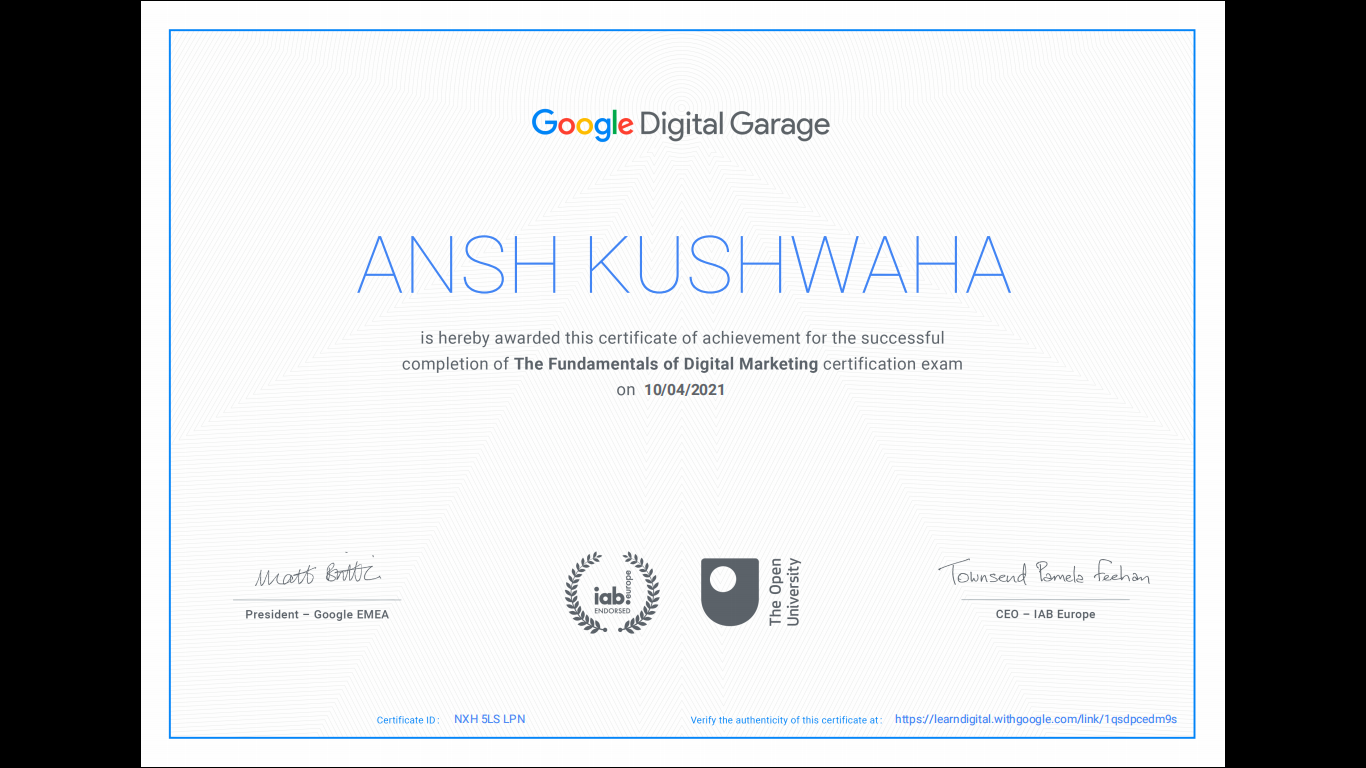 Google Digital Garage
ANSH KUSHWAHA
is hereby awarded this certificate of achievement for the successful
completion of The Fundamentals of Digital Marketing certification exam
on 10/04/2021
Matt Brittin
President – Google EMEA
iab.europe
ENDORSED
The Open
University
Townsend Pamela Feehan
CEO – IAB Europe
Certificate ID : NXH 5LS LPN
Verify the authenticity of this certificate at : https://learndigital.withgoogle.com/link/1qsdpcedm9s